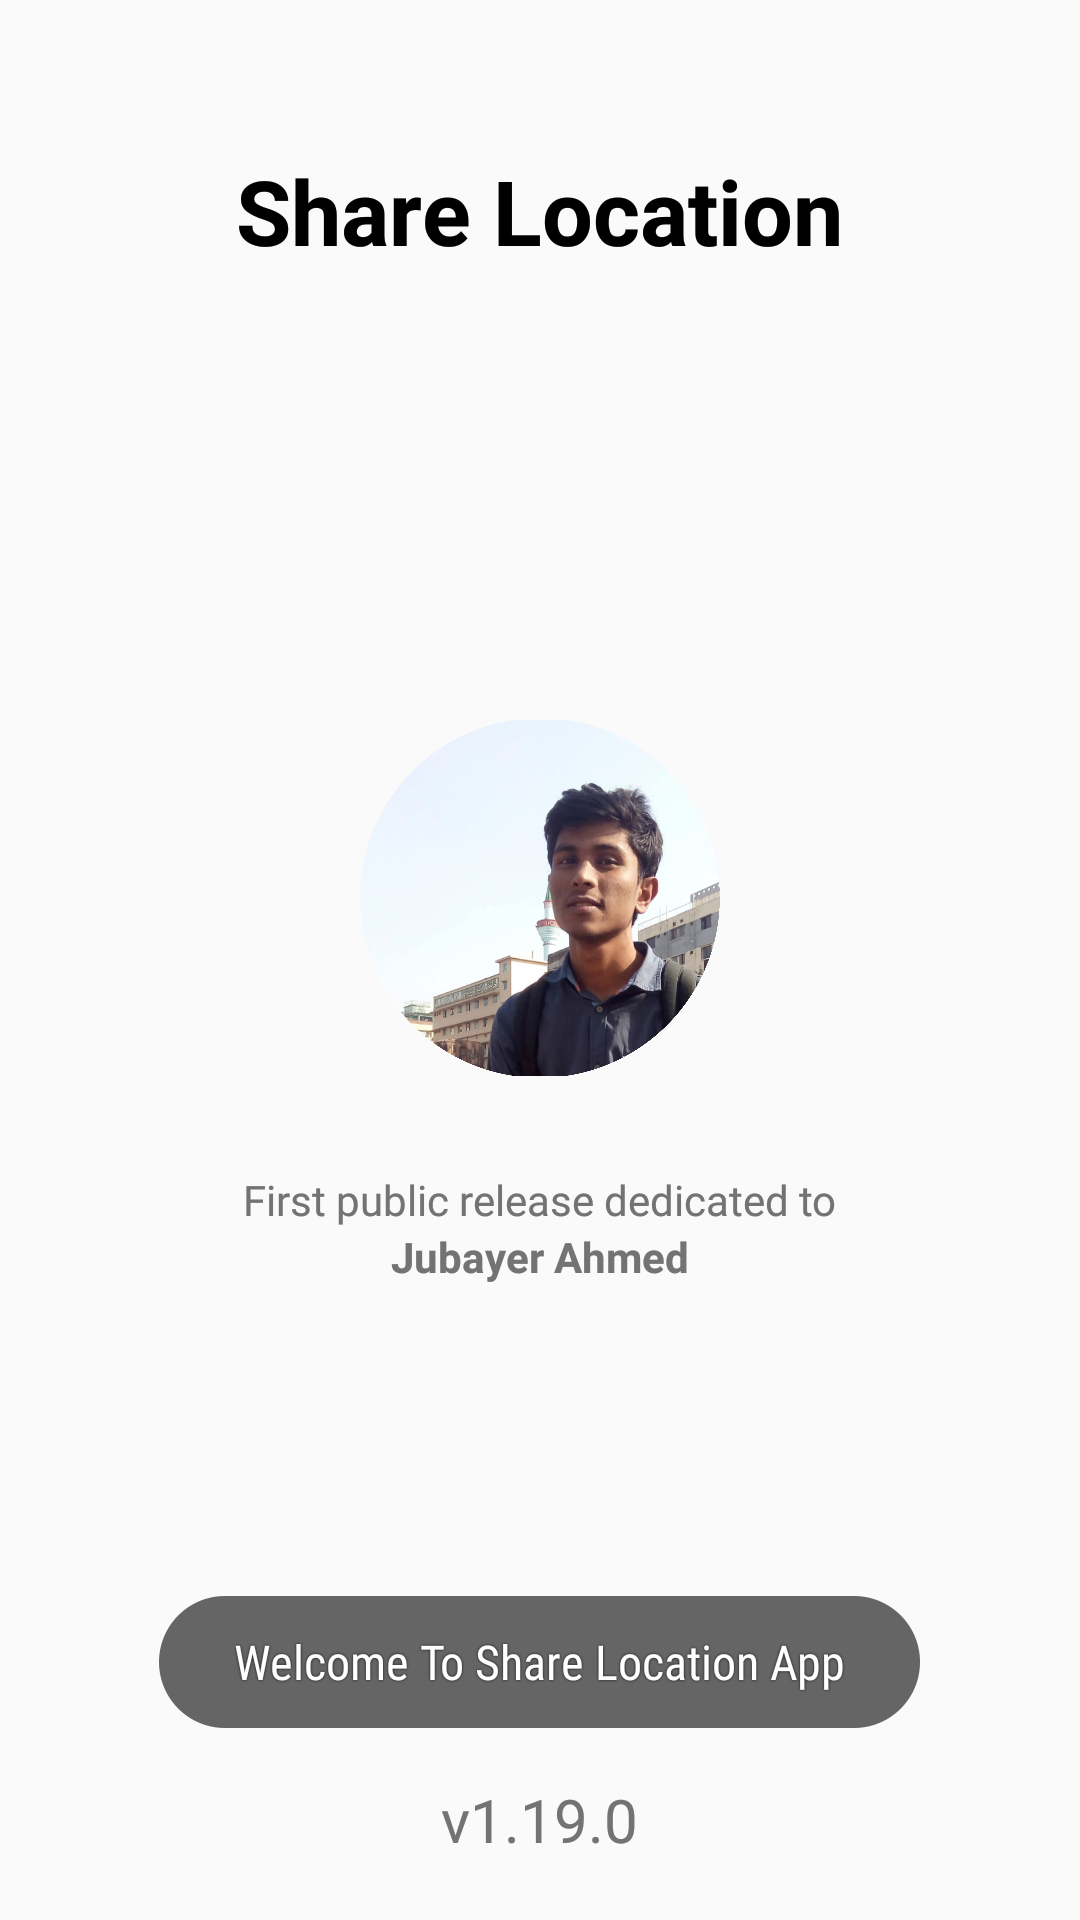 Share Location
First public release dedicated to
Jubayer Ahmed
Welcome To Share Location App
v1.19.0